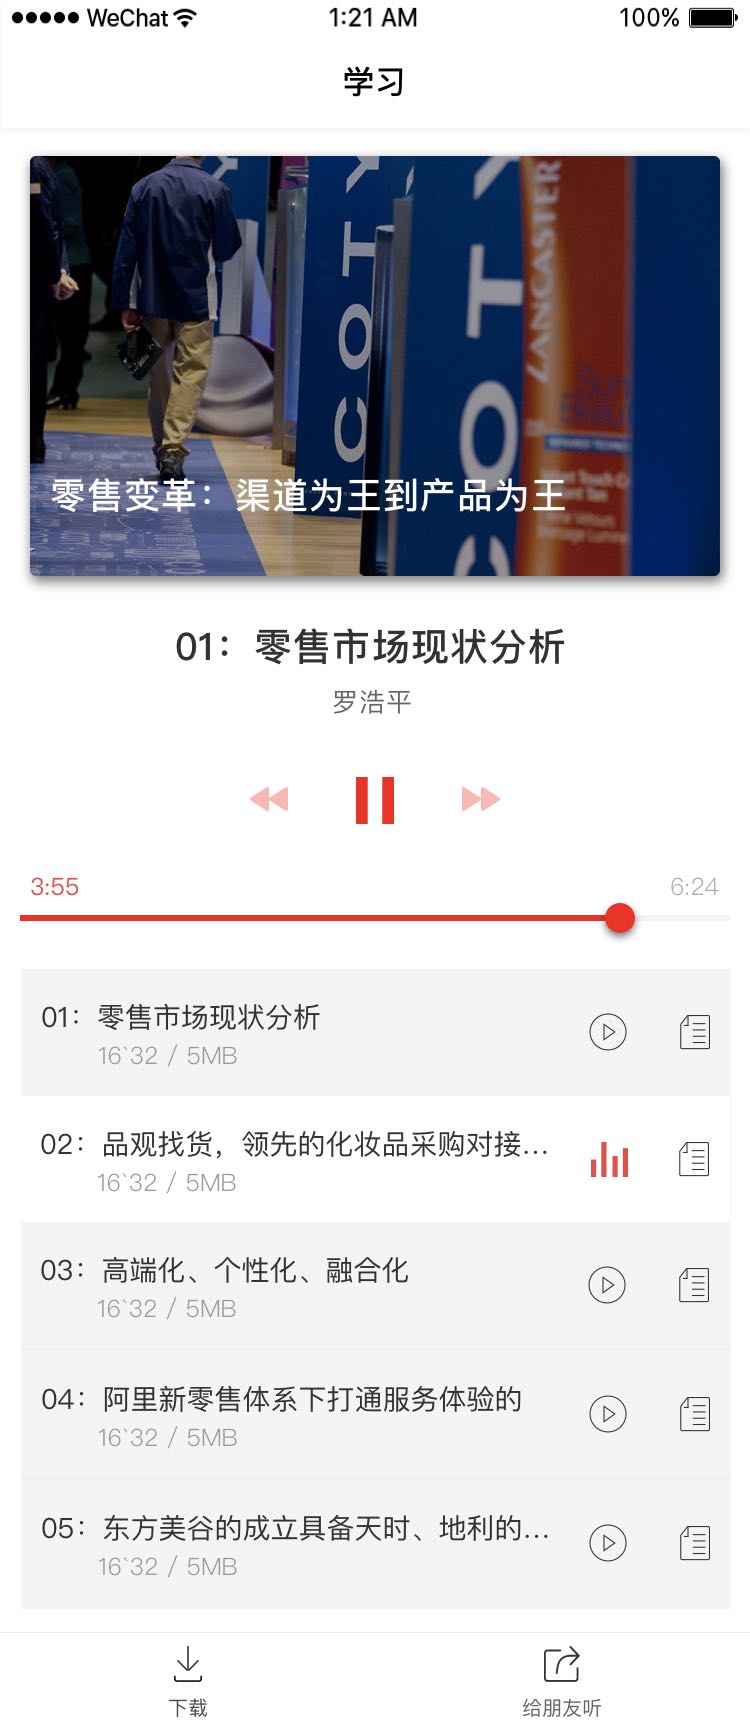 WeChat 1:21 AM 100%
学习
COTY
COTY
LANCASTER
零售变革：渠道为王到产品为王
01：零售市场现状分析
罗浩平
3:55 6:24
01：零售市场现状分析
16`32 / 5MB
02：品观找货，领先的化妆品采购对接...
16`32 / 5MB
03：高端化、个性化、融合化
16`32 / 5MB
04：阿里新零售体系下打通服务体验的
16`32 / 5MB
05：东方美谷的成立具备天时、地利的...
16`32 / 5MB
下载 给朋友听